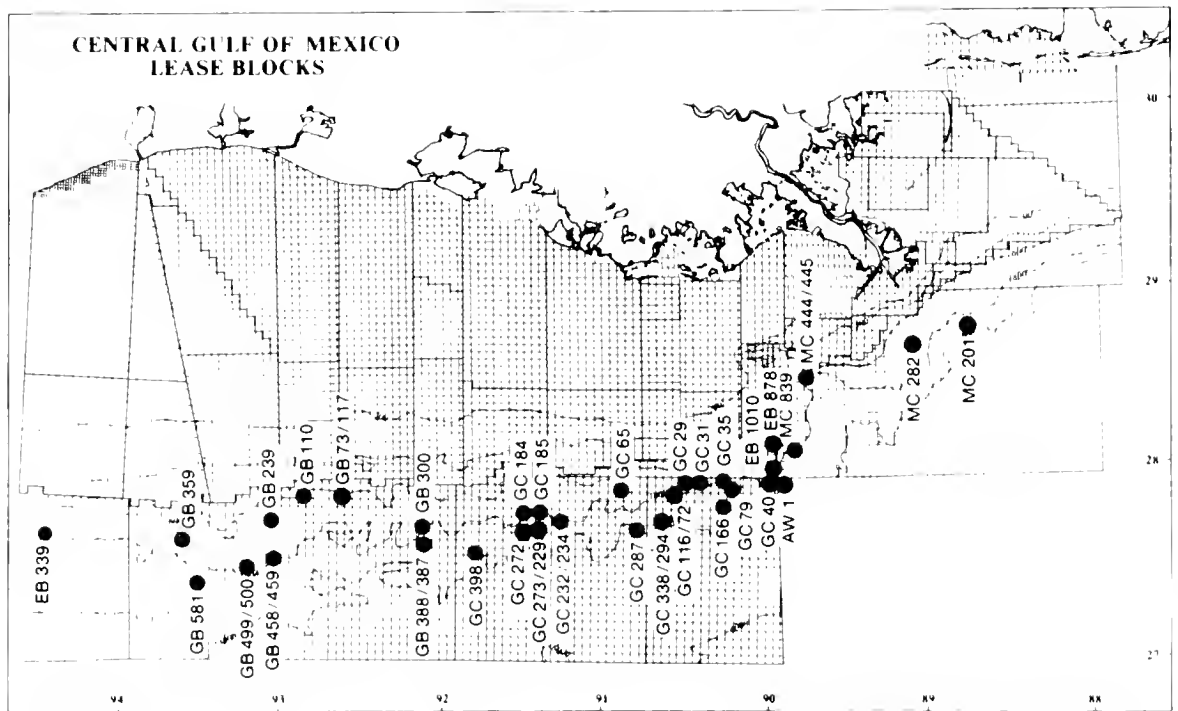 CENTRAL GULF OF MEXICO
LEASE BLOCKS
30
29
28
27
EB 339
GB 359
GB 581
GB 499/500
GB 239
GB 458/459
GB 110
GB 73/117
GB 300
GB 388/387
GC 398
GC 184
GC 272
GC 185
GC 273/229
GC 232/234
GC 65
GC 287
GC 338/294
GC 29
GC 116/72
GC 31
GC 35
GC 166
GC 79
EB 1010
GC 40
EB 878
MC 839
AW 1
MC 444/445
MC 282
MC 201
94
93
92
91
90
89
88